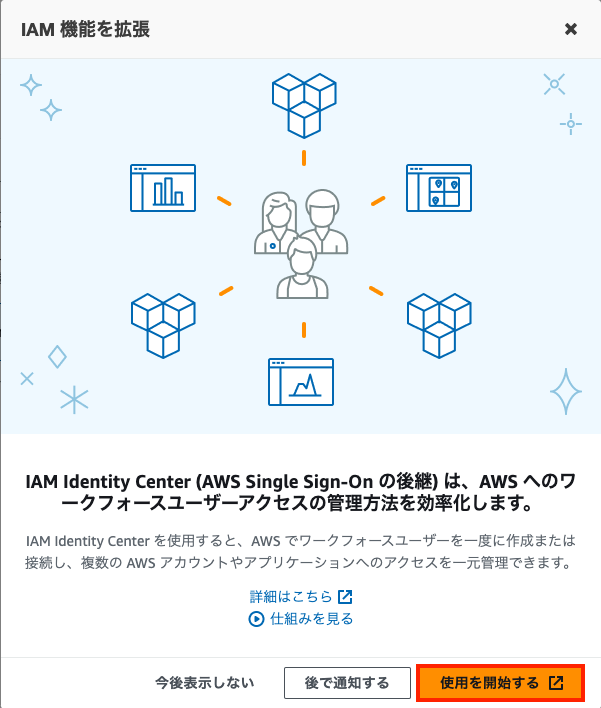 IAM 機能を拡張
IAM Identity Center (AWS Single Sign-On の後継) は、AWS へのワ
ークフォースユーザーアクセスの管理方法を効率化します。
IAM Identity Center を使用すると、AWS でワークフォースユーザーを一度に作成または
接続し、複数の AWS アカウントやアプリケーションへのアクセスを一元管理できます。
詳細はこちら
仕組みを見る
今後表示しない
後で通知する
使用を開始する